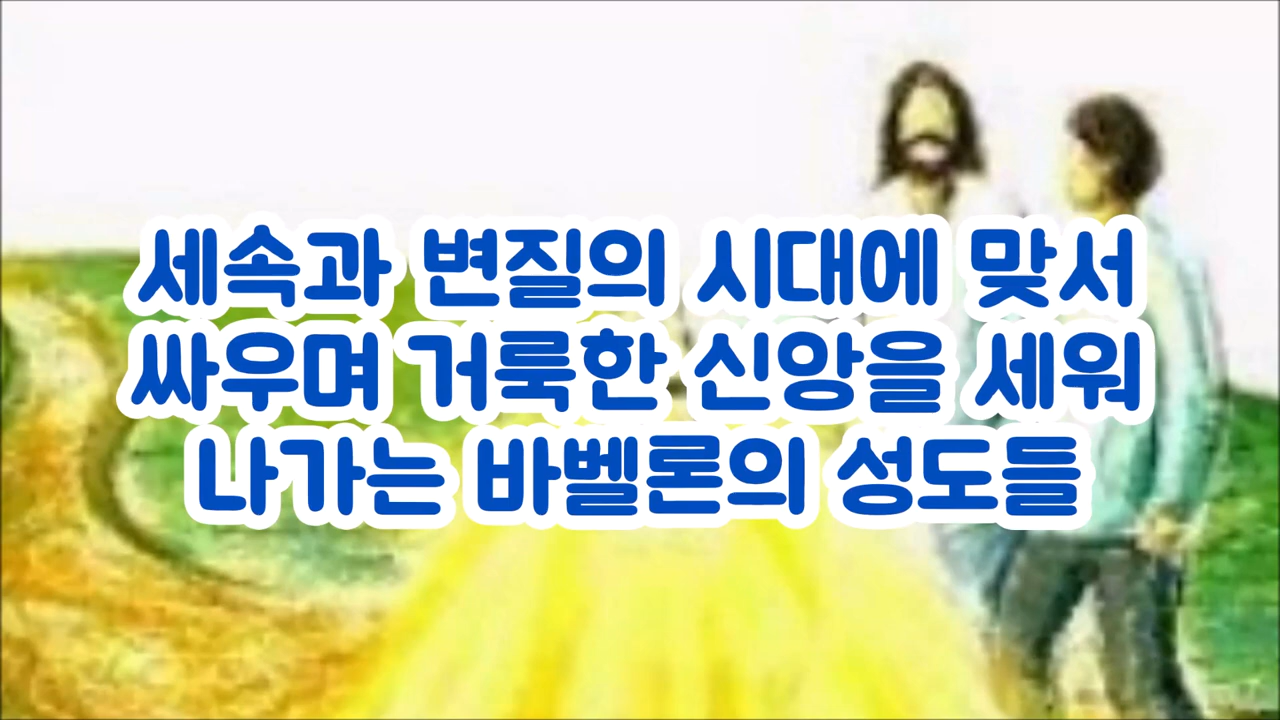 세속과 변질의 시대에 맞서
싸우며 거룩한 신앙을 세워
나가는 바벨론의 성도들